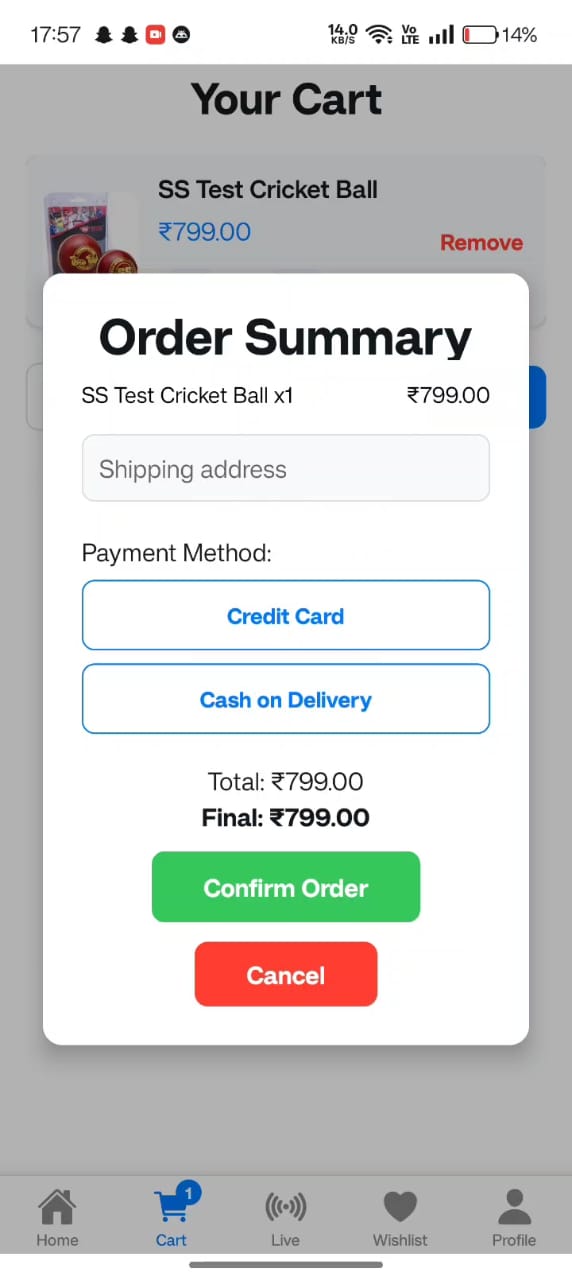 17:57 14.0 KB/S Vo LTE 14%
Your Cart
SS Test Cricket Ball
₹799.00
Remove
Order Summary
SS Test Cricket Ball x1 ₹799.00
Shipping address
Payment Method:
Credit Card
Cash on Delivery
Total: ₹799.00
Final: ₹799.00
Confirm Order
Cancel
1
Home Cart Live Wishlist Profile